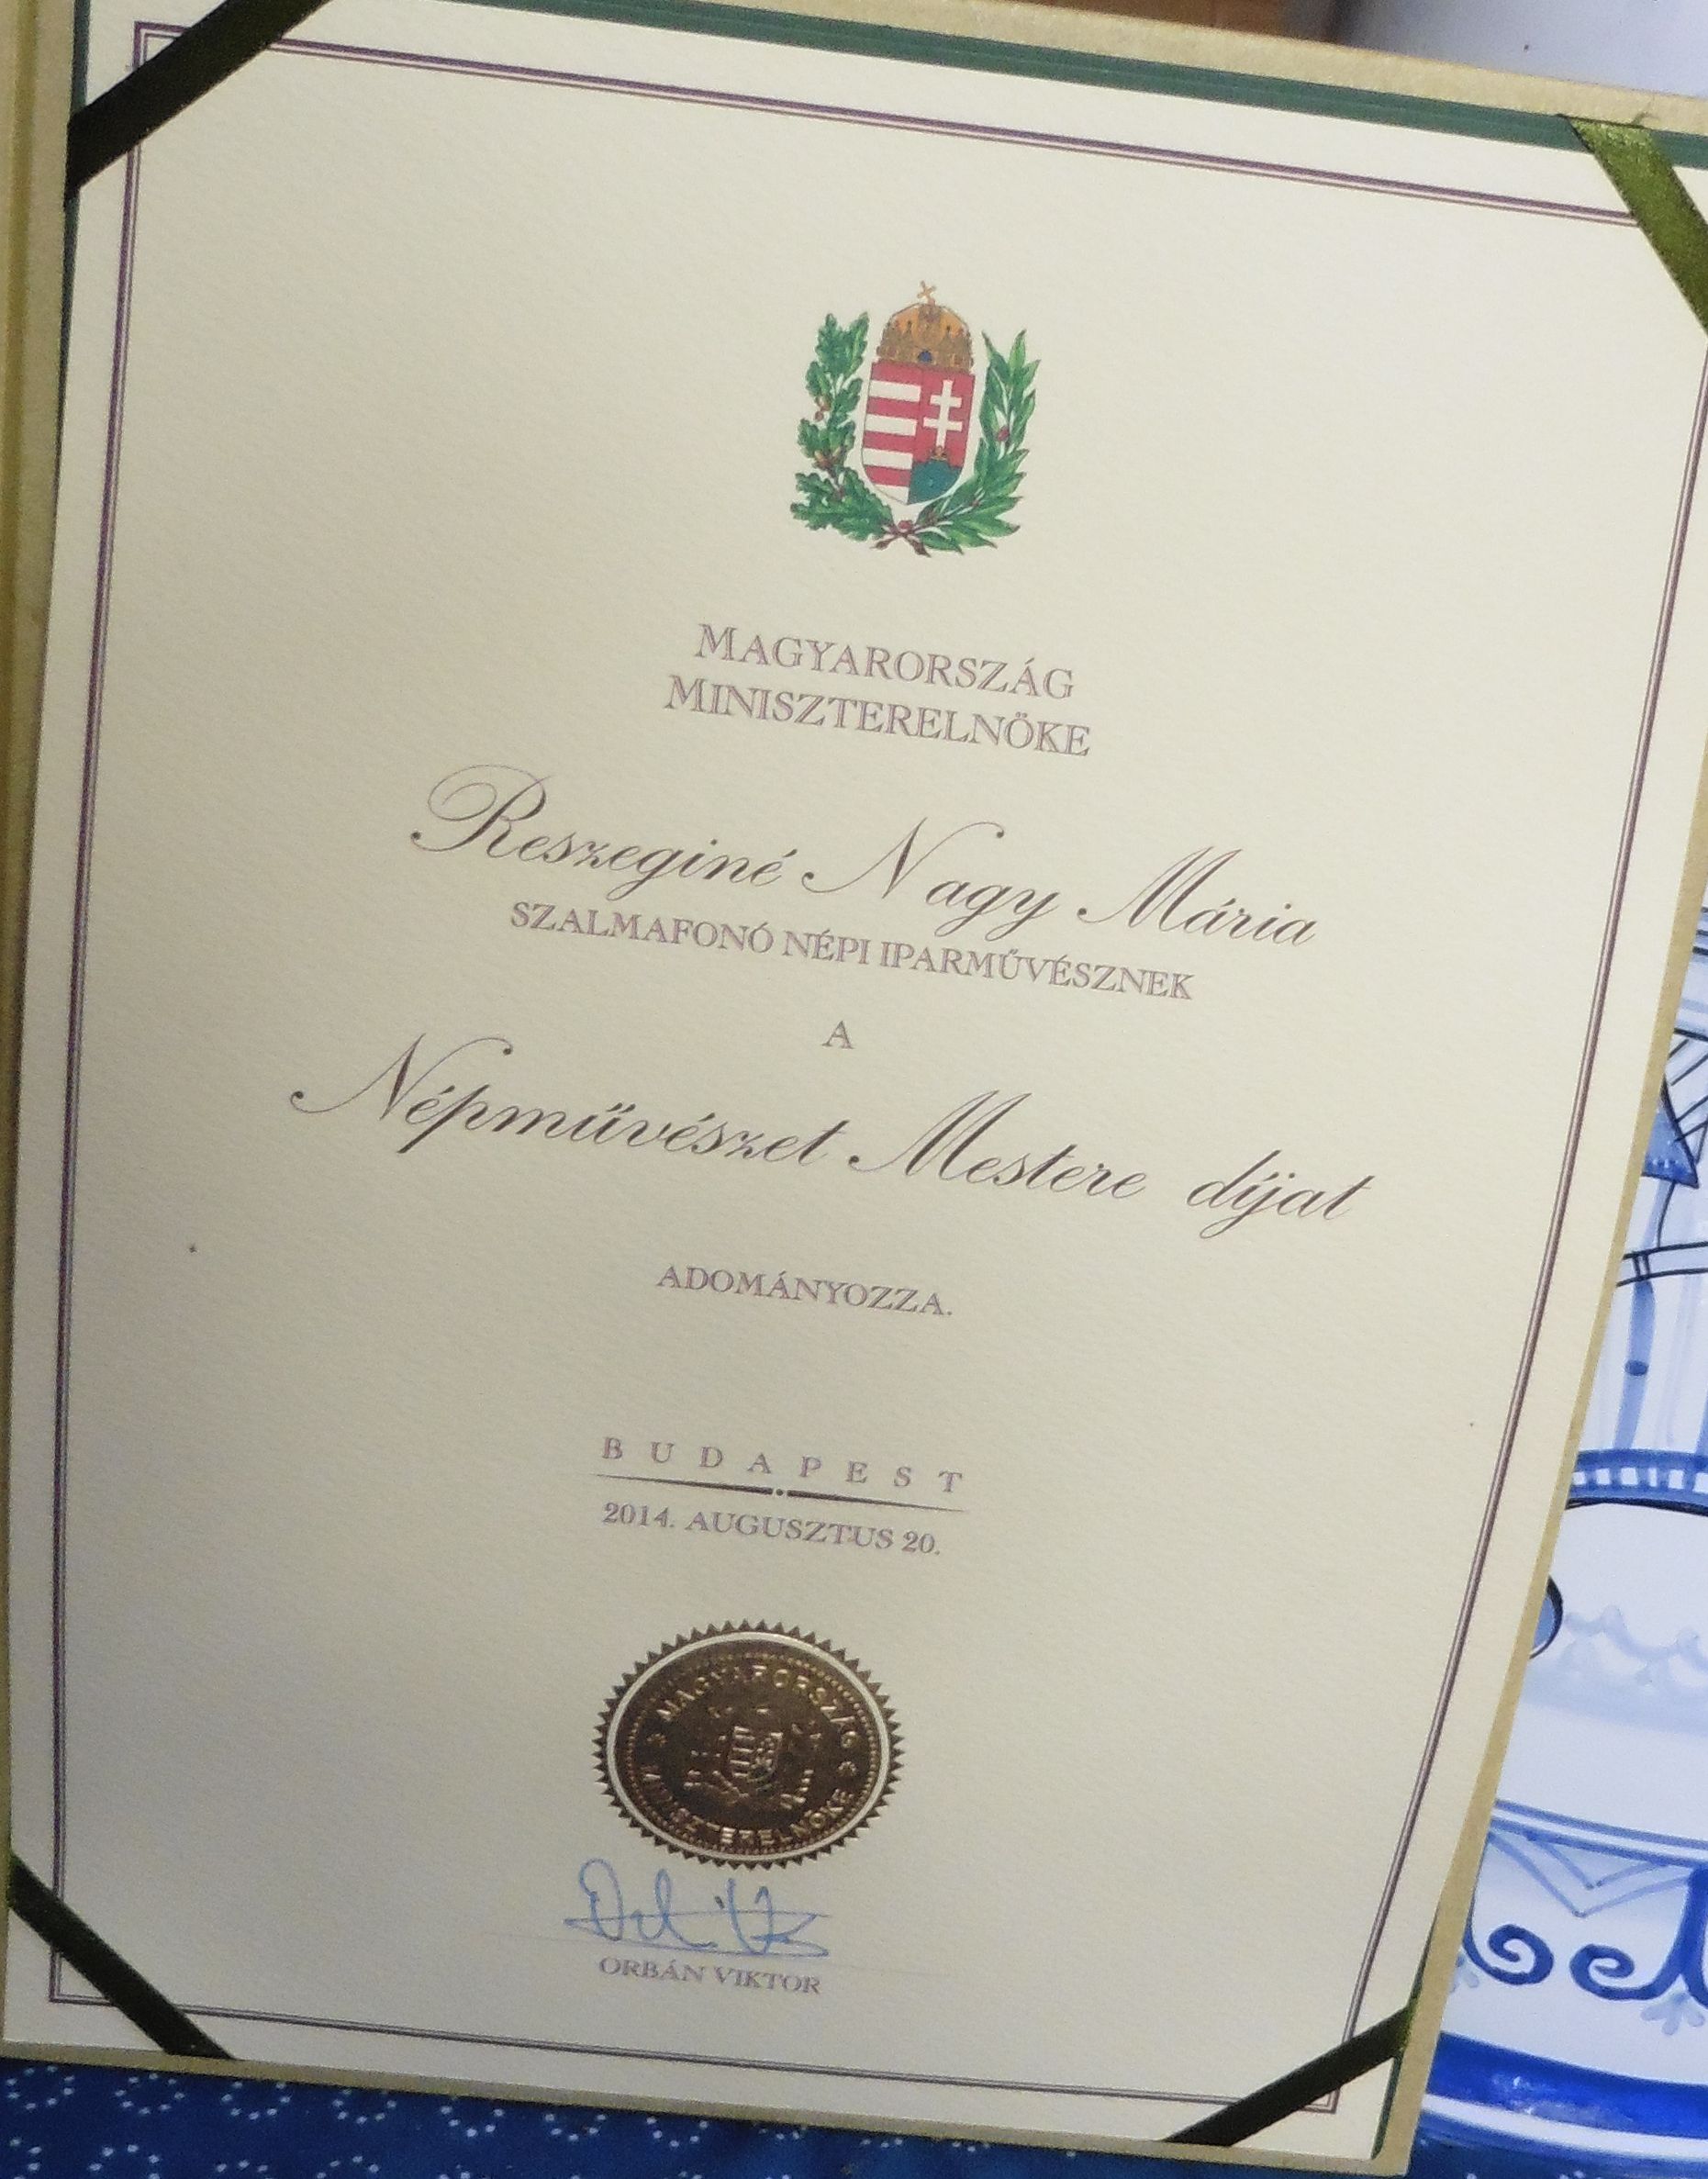 MAGYARORSZÁG
MINISZTERELNÖKE
Reszeginé Nagy Mária
SZALMAFONÓ NÉPI IPARMŰVÉSZNEK
A
Népművészet Mestere díjat
ADOMÁNYOZZA.
BUDAPEST
2014. AUGUSZTUS 20.
MAGYARORSZÁG
MINISZTERELNÖKE
ORBÁN VIKTOR